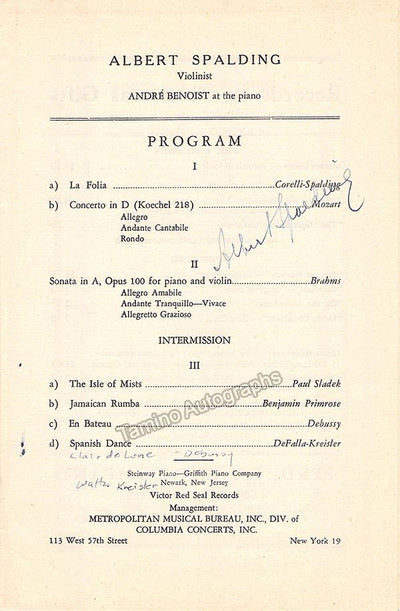 ALBERT SPALDING
Violinist
ANDRÉ BENOIST at the piano
PROGRAM
I
a) La Folia ........ Corelli-Spalding
b) Concerto in D (Koechel 218) ........ Mozart
Allegro
Andante Cantabile
Rondo
Albert Spalding
II
Sonata in A, Opus 100 for piano and violin ........ Brahms
Allegro Amabile
Andante Tranquillo—Vivace
Allegretto Grazioso
INTERMISSION
III
a) The Isle of Mists ........ Paul Sladek
b) Jamaican Rumba ........ Benjamin Primrose
c) En Bateau ........ Debussy
d) Spanish Dance ........ DeFalla-Kreisler
Clair de Lune - Debussy
Steinway Piano—Griffith Piano Company
Newark, New Jersey
Waltz Kreisler
Victor Red Seal Records
Management:
METROPOLITAN MUSICAL BUREAU, INC., DIV. of
COLUMBIA CONCERTS, INC.
113 West 57th Street New York 19
Tamino Autographs